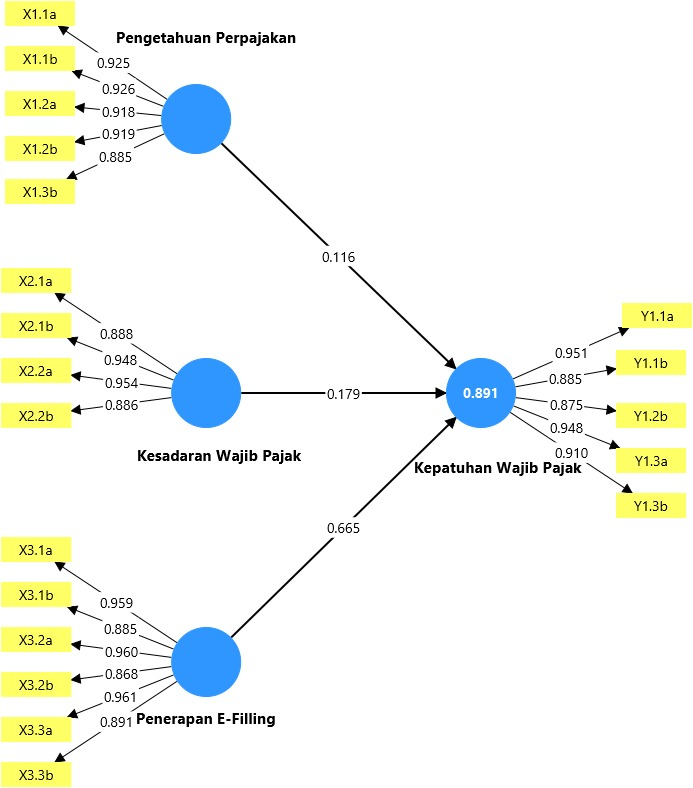 X1.1a
Pengetahuan Perpajakan
X1.1b
0.925
0.926
X1.2a
0.918
0.919
X1.2b
0.885
X1.3b
0.116
X2.1a
X2.1b
0.888
0.948
X2.2a
0.954
0.886
X2.2b
Kesadaran Wajib Pajak
0.179
0.891
Kepatuhan Wajib Pajak
Y1.1a
0.951
Y1.1b
0.885
0.875
Y1.2b
0.948
0.910
Y1.3a
Y1.3b
0.665
X3.1a
X3.1b
0.959
0.885
X3.2a
0.960
0.868
X3.2b
0.961
0.891
Penerapan E-Filling
X3.3a
X3.3b